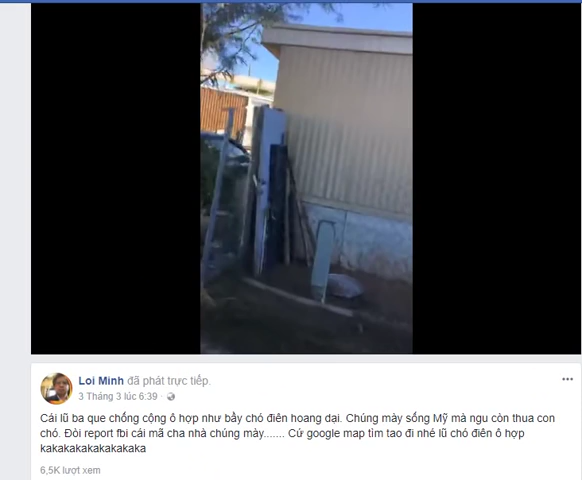 Loi Minh đã phát trực tiếp.
3 Tháng 3 lúc 6:39 ·
Cái lũ ba que chống cộng ô hợp như bầy chó điên hoang dại. Chúng mày sống Mỹ mà ngu còn thua con
chó. Đòi report fbi cái mã cha nhà chúng mày....... Cứ google map tìm tao đi nhé lũ chó điên ô hợp
kakakakakakakakaka
6,5K lượt xem